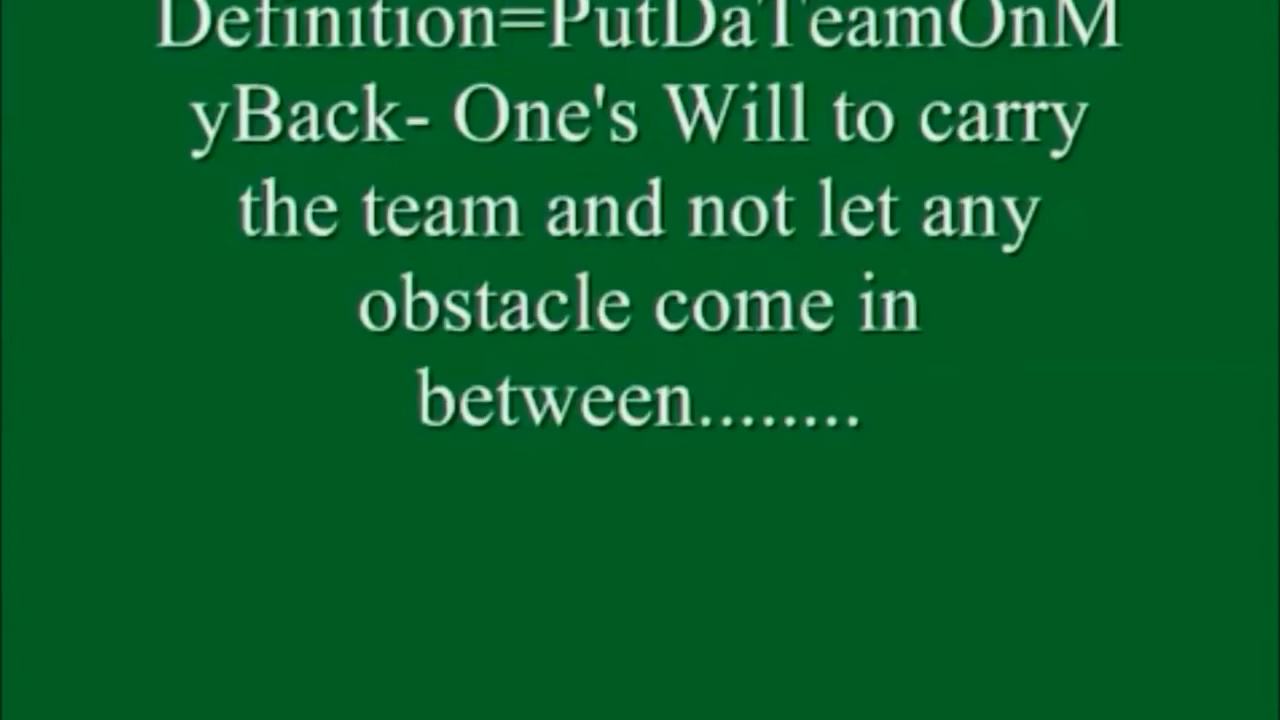 Definition=PutDaTeamOnM
yBack- One's Will to carry
the team and not let any
obstacle come in
between........